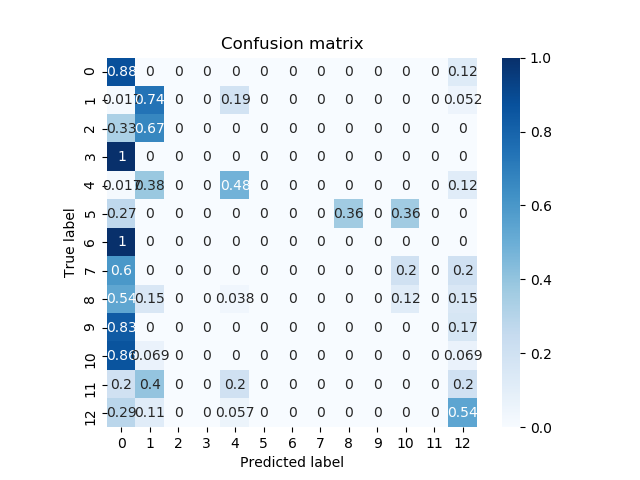 Confusion matrix
True label
0 0.88 0 0 0 0 0 0 0 0 0 0 0 0.12
1 0.017 0.74 0 0 0.19 0 0 0 0 0 0 0 0.052
2 0.33 0.67 0 0 0 0 0 0 0 0 0 0 0
3 1 0 0 0 0 0 0 0 0 0 0 0 0
4 0.017 0.38 0 0 0.48 0 0 0 0 0 0 0 0.12
5 0.27 0 0 0 0 0 0 0 0.36 0 0.36 0 0
6 1 0 0 0 0 0 0 0 0 0 0 0 0
7 0.6 0 0 0 0 0 0 0 0 0 0.2 0 0.2
8 0.54 0.15 0 0 0.038 0 0 0 0 0 0.12 0 0.15
9 0.83 0 0 0 0 0 0 0 0 0 0 0 0.17
10 0.86 0.069 0 0 0 0 0 0 0 0 0 0 0.069
11 0.2 0.4 0 0 0.2 0 0 0 0 0 0 0 0.2
12 0.29 0.11 0 0 0.057 0 0 0 0 0 0 0 0.54
0 1 2 3 4 5 6 7 8 9 10 11 12
Predicted label
1.0
0.8
0.6
0.4
0.2
0.0